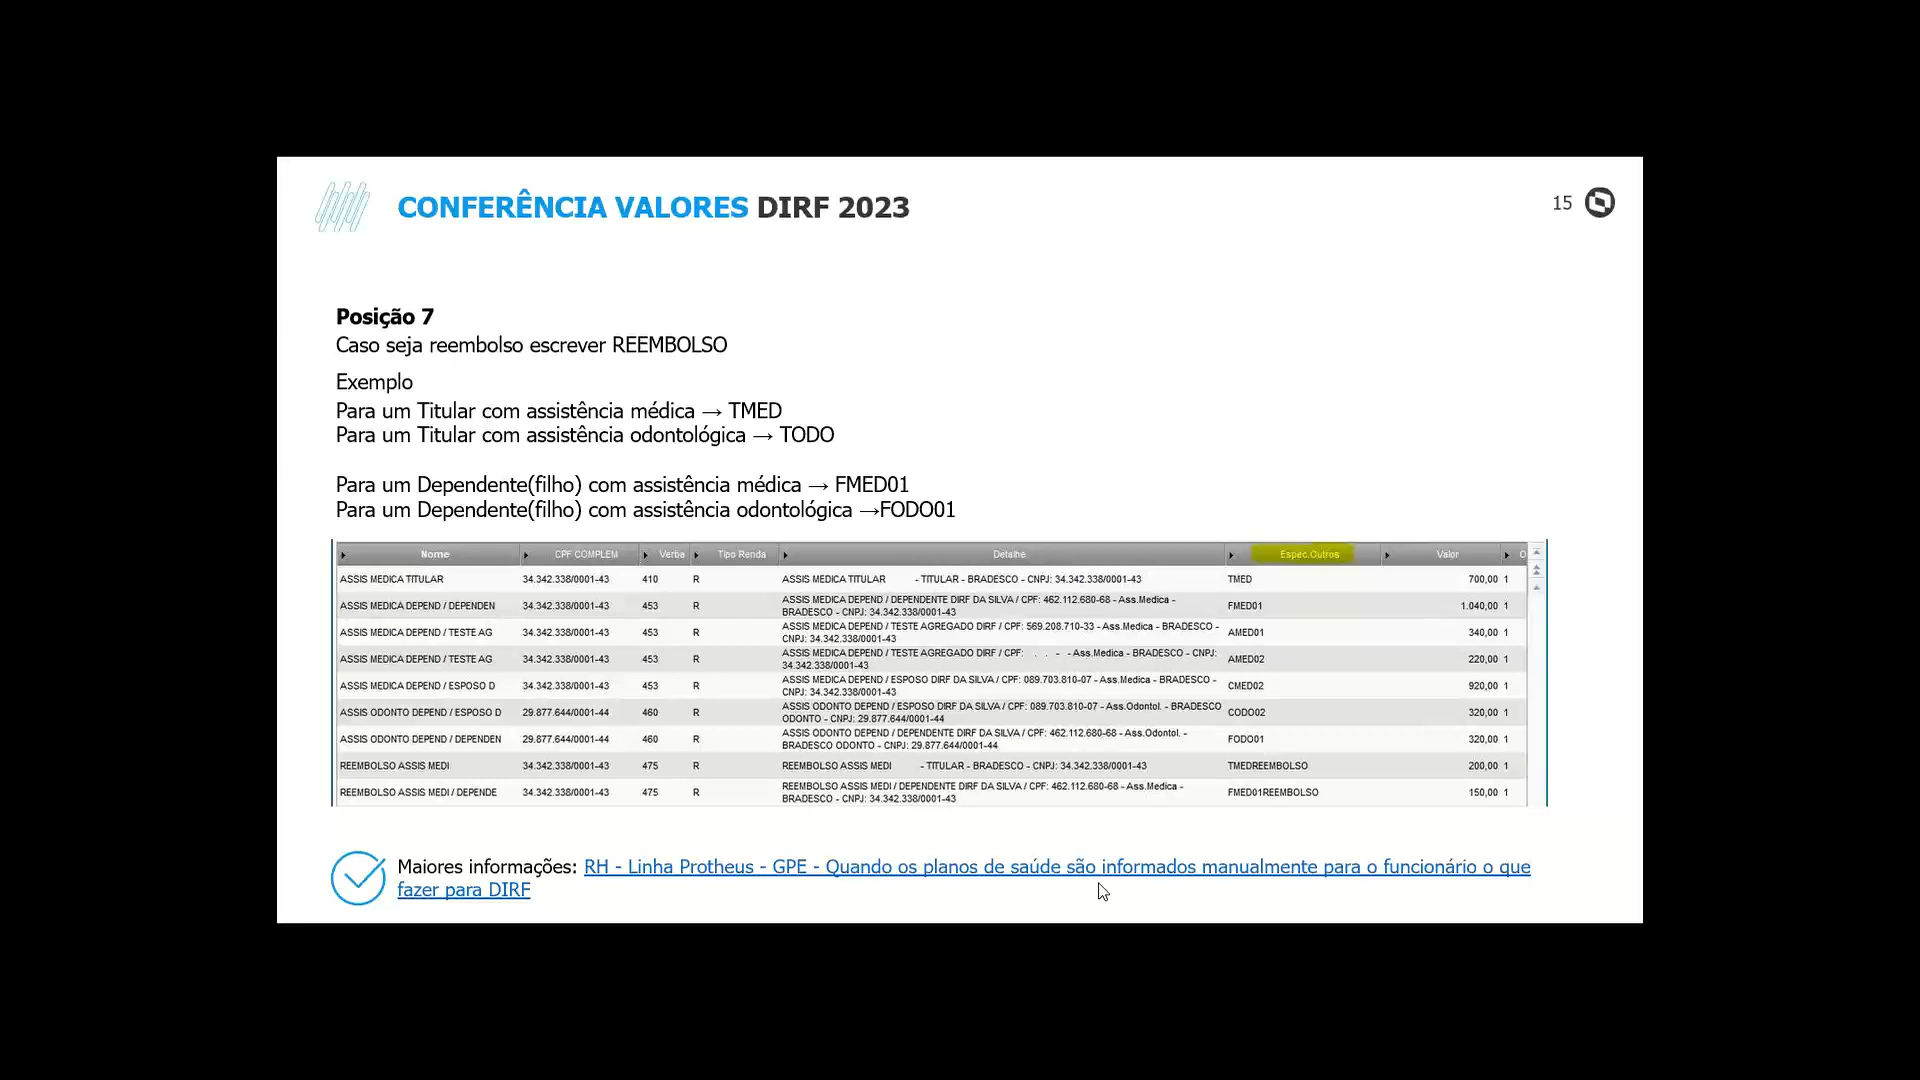 CONFERÊNCIA VALORES DIRF 2023
15
Posição 7
Caso seja reembolso escrever REEMBOLSO
Exemplo
Para um Titular com assistência médica → TMED
Para um Titular com assistência odontológica → TODO
Para um Dependente(filho) com assistência médica → FMED01
Para um Dependente(filho) com assistência odontológica →FODO01
Nome CPF COMPLEM Verba Tipo Renda Detalhe Espec.Outros Valor O
ASSIS MEDICA TITULAR 34.342.338/0001-43 410 R ASSIS MEDICA TITULAR - TITULAR - BRADESCO - CNPJ: 34.342.338/0001-43 TMED 700,00 1
ASSIS MEDICA DEPEND / DEPENDEN 34.342.338/0001-43 453 R ASSIS MEDICA DEPEND / DEPENDENTE DIRF DA SILVA / CPF: 462.112.680-68 - Ass.Medica -
BRADESCO - CNPJ: 34.342.338/0001-43 FMED01 1.040,00 1
ASSIS MEDICA DEPEND / TESTE AG 34.342.338/0001-43 453 R ASSIS MEDICA DEPEND / TESTE AGREGADO DIRF / CPF: 569.208.710-33 - Ass.Medica - BRADESCO -
CNPJ: 34.342.338/0001-43 AMED01 340,00 1
ASSIS MEDICA DEPEND / TESTE AG 34.342.338/0001-43 453 R ASSIS MEDICA DEPEND / TESTE AGREGADO DIRF / CPF: . . - - Ass.Medica - BRADESCO - CNPJ:
34.342.338/0001-43 AMED02 220,00 1
ASSIS MEDICA DEPEND / ESPOSO D 34.342.338/0001-43 453 R ASSIS MEDICA DEPEND / ESPOSO DIRF DA SILVA / CPF: 089.703.810-07 - Ass.Medica - BRADESCO -
CNPJ: 34.342.338/0001-43 CMED02 920,00 1
ASSIS ODONTO DEPEND / ESPOSO D 29.877.644/0001-44 460 R ASSIS ODONTO DEPEND / ESPOSO DIRF DA SILVA / CPF: 089.703.810-07 - Ass.Odontol. - BRADESCO
ODONTO - CNPJ: 29.877.644/0001-44 CODO02 320,00 1
ASSIS ODONTO DEPEND / DEPENDEN 29.877.644/0001-44 460 R ASSIS ODONTO DEPEND / DEPENDENTE DIRF DA SILVA / CPF: 462.112.680-68 - Ass.Odontol. -
BRADESCO ODONTO - CNPJ: 29.877.644/0001-44 FODO01 320,00 1
REEMBOLSO ASSIS MEDI 34.342.338/0001-43 475 R REEMBOLSO ASSIS MEDI - TITULAR - BRADESCO - CNPJ: 34.342.338/0001-43 TMEDREEMBOLSO 200,00 1
REEMBOLSO ASSIS MEDI / DEPENDE 34.342.338/0001-43 475 R REEMBOLSO ASSIS MEDI / DEPENDENTE DIRF DA SILVA / CPF: 462.112.680-68 - Ass.Medica -
BRADESCO - CNPJ: 34.342.338/0001-43 FMED01REEMBOLSO 150,00 1
Maiores informações: RH - Linha Protheus - GPE - Quando os planos de saúde são informados manualmente para o funcionário o que
fazer para DIRF